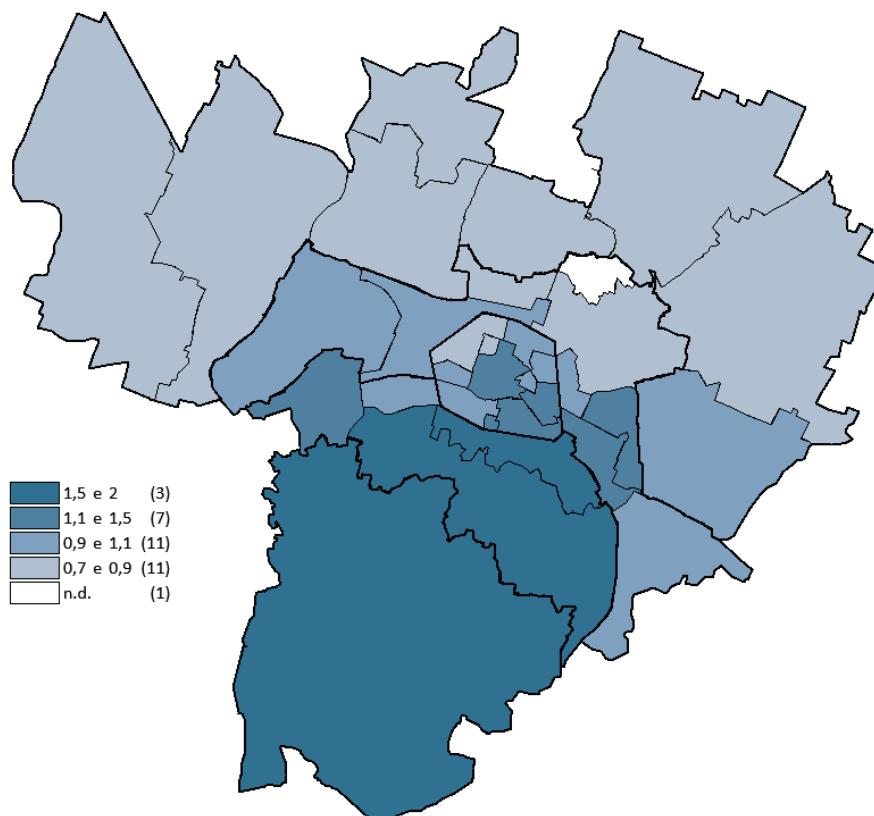 1,5 e 2 (3)
1,1 e 1,5 (7)
0,9 e 1,1 (11)
0,7 e 0,9 (11)
n.d. (1)